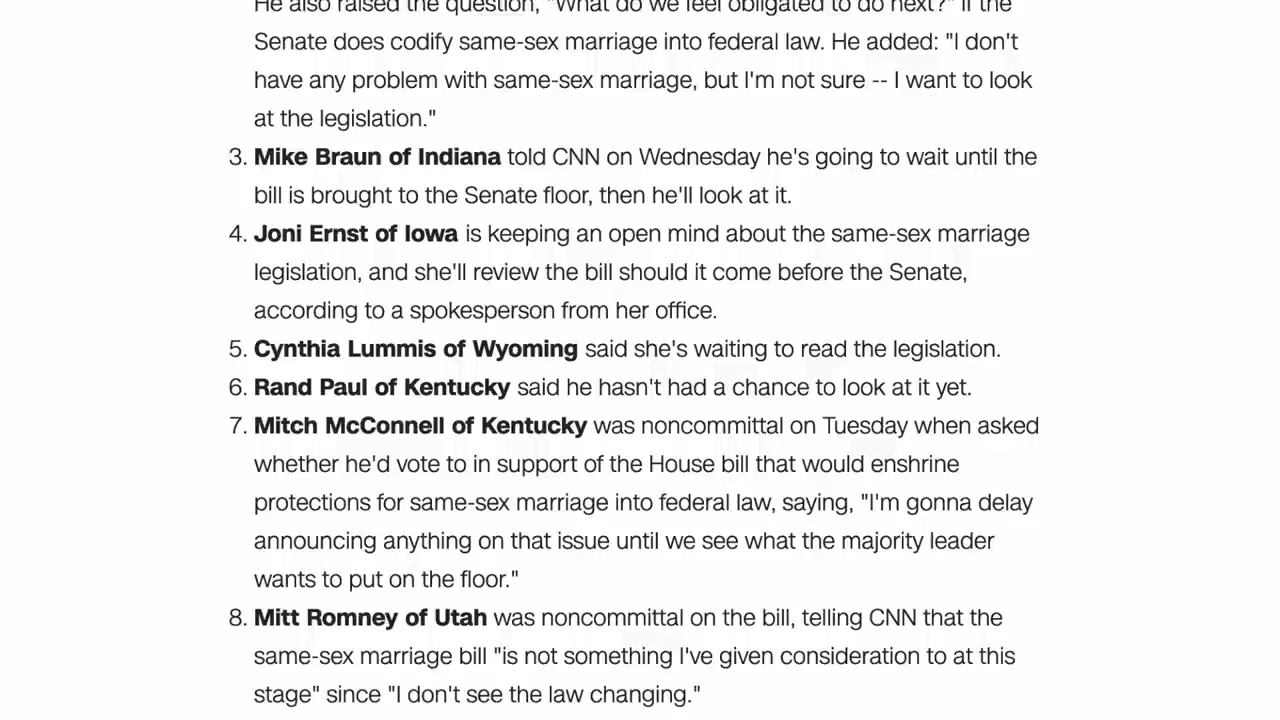 He also raised the question, "What do we feel obligated to do next?" if the
Senate does codify same-sex marriage into federal law. He added: "I don't
have any problem with same-sex marriage, but I'm not sure -- I want to look
at the legislation."
3. Mike Braun of Indiana told CNN on Wednesday he's going to wait until the
bill is brought to the Senate floor, then he'll look at it.
4. Joni Ernst of Iowa is keeping an open mind about the same-sex marriage
legislation, and she'll review the bill should it come before the Senate,
according to a spokesperson from her office.
5. Cynthia Lummis of Wyoming said she's waiting to read the legislation.
6. Rand Paul of Kentucky said he hasn't had a chance to look at it yet.
7. Mitch McConnell of Kentucky was noncommittal on Tuesday when asked
whether he'd vote to in support of the House bill that would enshrine
protections for same-sex marriage into federal law, saying, "I'm gonna delay
announcing anything on that issue until we see what the majority leader
wants to put on the floor."
8. Mitt Romney of Utah was noncommittal on the bill, telling CNN that the
same-sex marriage bill "is not something I've given consideration to at this
stage" since "I don't see the law changing."